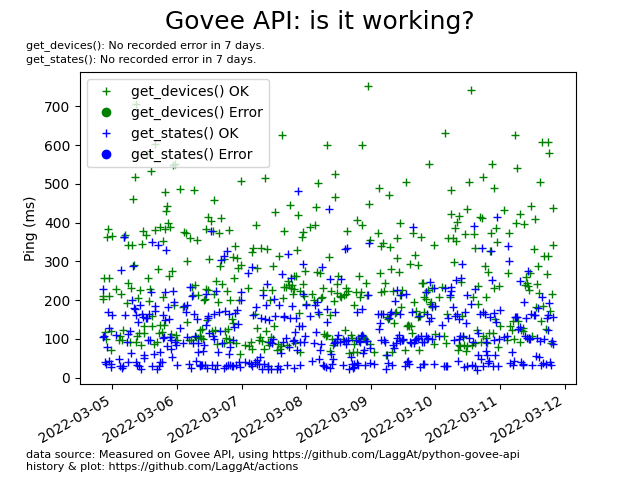 Govee API: is it working?
get_devices(): No recorded error in 7 days.
get_states(): No recorded error in 7 days.
get_devices() OK
get_devices() Error
get_states() OK
get_states() Error
Ping (ms)
700
600
500
400
300
200
100
0
2022-03-05
2022-03-06
2022-03-07
2022-03-08
2022-03-09
2022-03-10
2022-03-11
2022-03-12
data source: Measured on Govee API, using https://github.com/LaggAt/python-govee-api
history & plot: https://github.com/LaggAt/actions